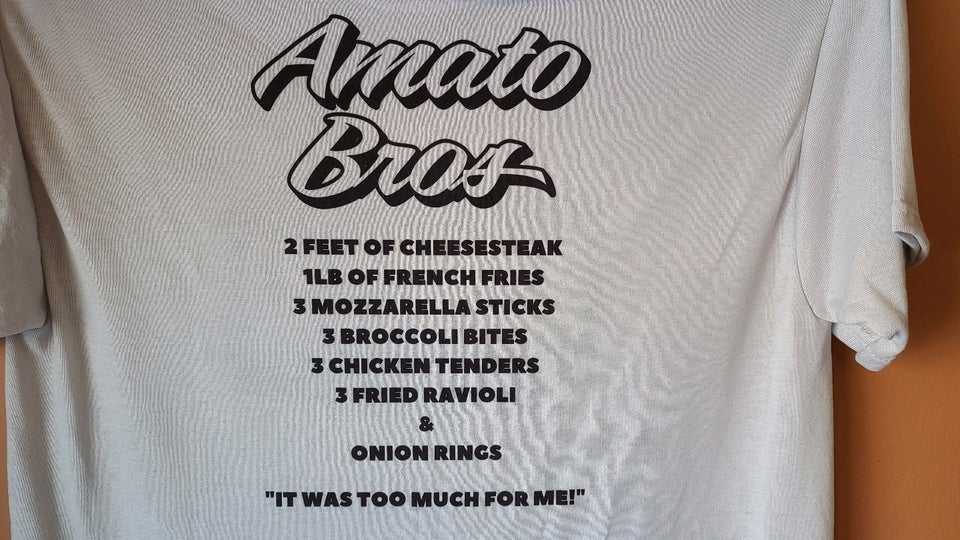 Amato
Bros
2 FEET OF CHEESESTEAK
1LB OF FRENCH FRIES
3 MOZZARELLA STICKS
3 BROCCOLI BITES
3 CHICKEN TENDERS
3 FRIED RAVIOLI
&
ONION RINGS
"IT WAS TOO MUCH FOR ME!"